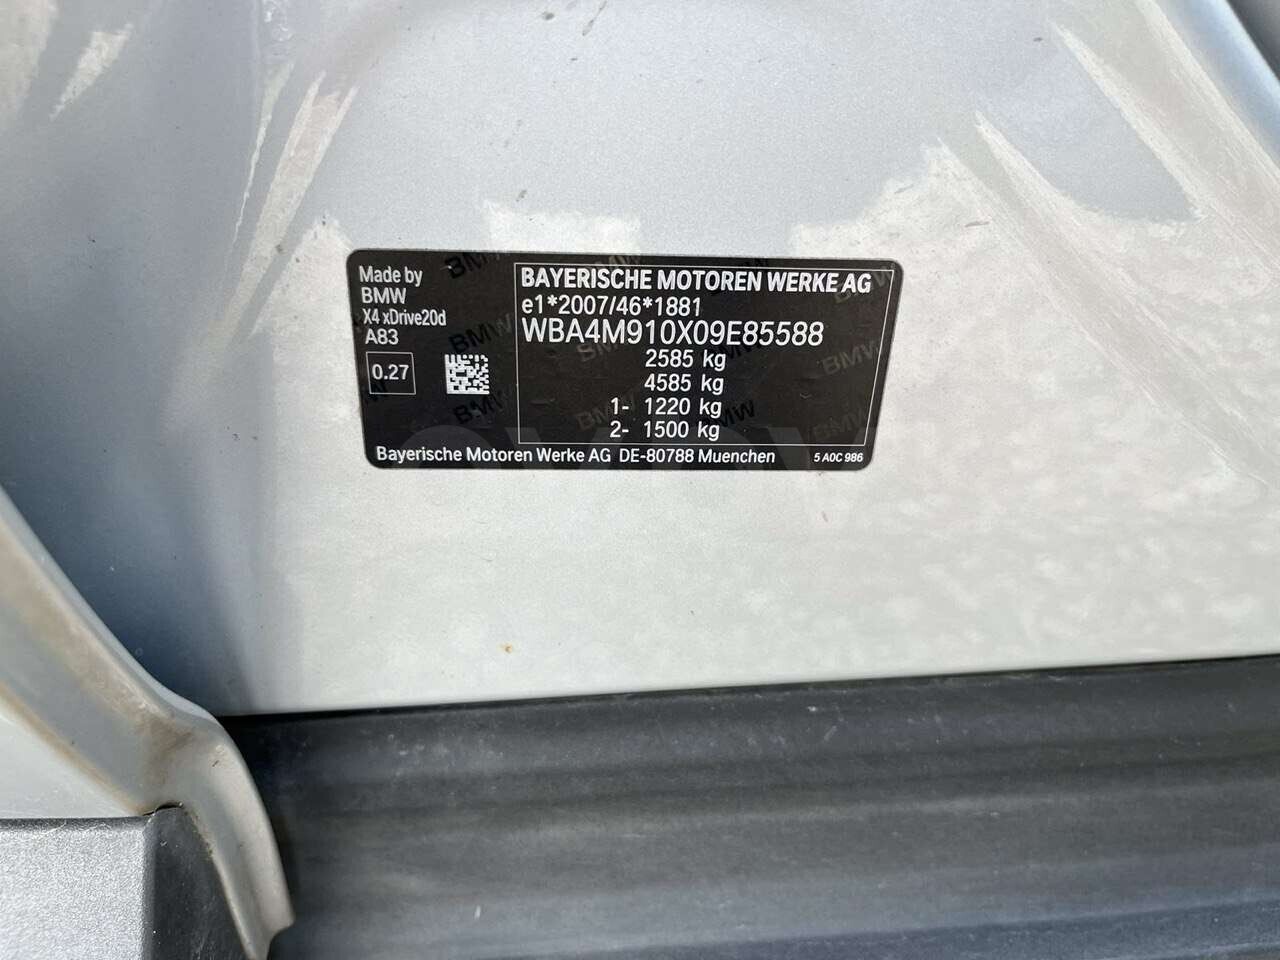 Made by
BMW
X4 xDrive20d
A83
0.27
BAYERISCHE MOTOREN WERKE AG
e1*2007/46*1881
WBA4M910X09E85588
2585 kg
4585 kg
1- 1220 kg
2- 1500 kg
Bayerische Motoren Werke AG DE-80788 Muenchen
5 A0C 986